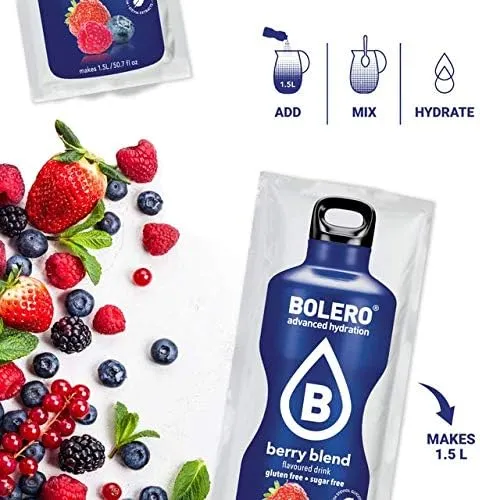 makes 1.5L / 50.7 fl oz
1.5L
ADD
MIX
HYDRATE
BOLERO®
advanced hydration
B
berry blend
flavoured drink
gluten free • sugar free
MAKES
1.5 L